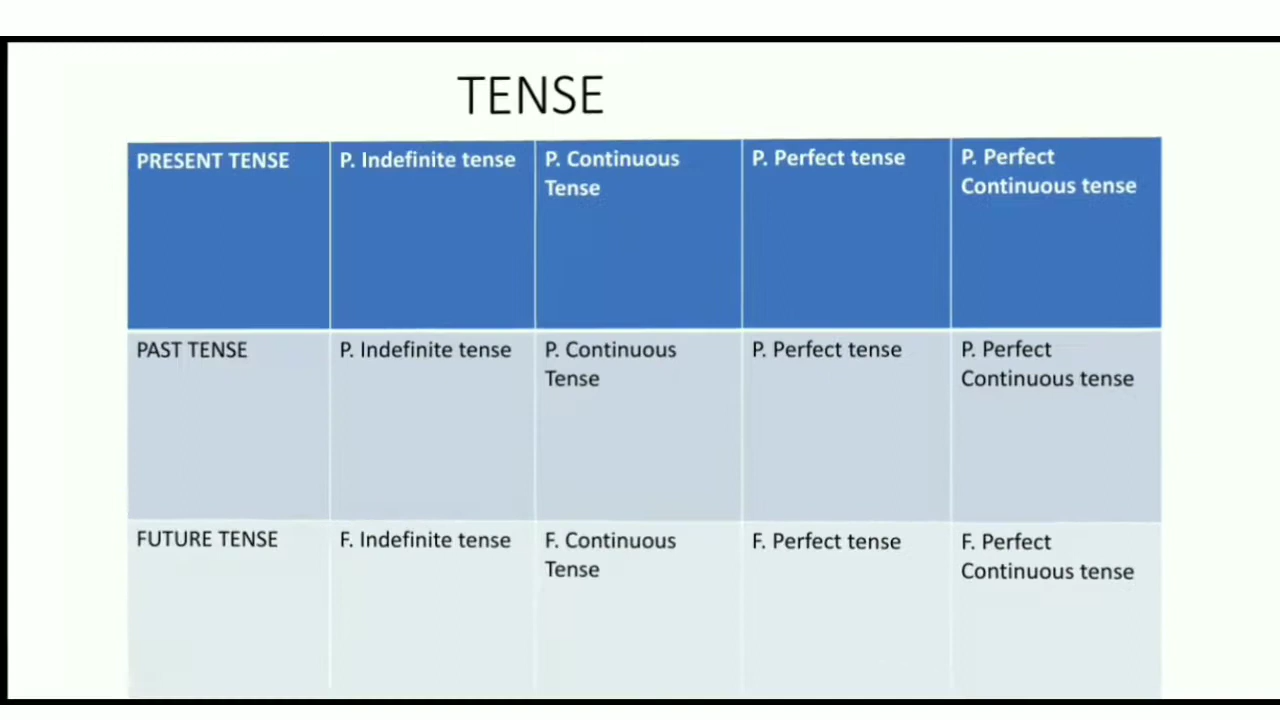 TENSE
PRESENT TENSE
P. Indefinite tense
P. Continuous
Tense
P. Perfect tense
P. Perfect
Continuous tense
PAST TENSE
P. Indefinite tense
P. Continuous
Tense
P. Perfect tense
P. Perfect
Continuous tense
FUTURE TENSE
F. Indefinite tense
F. Continuous
Tense
F. Perfect tense
F. Perfect
Continuous tense